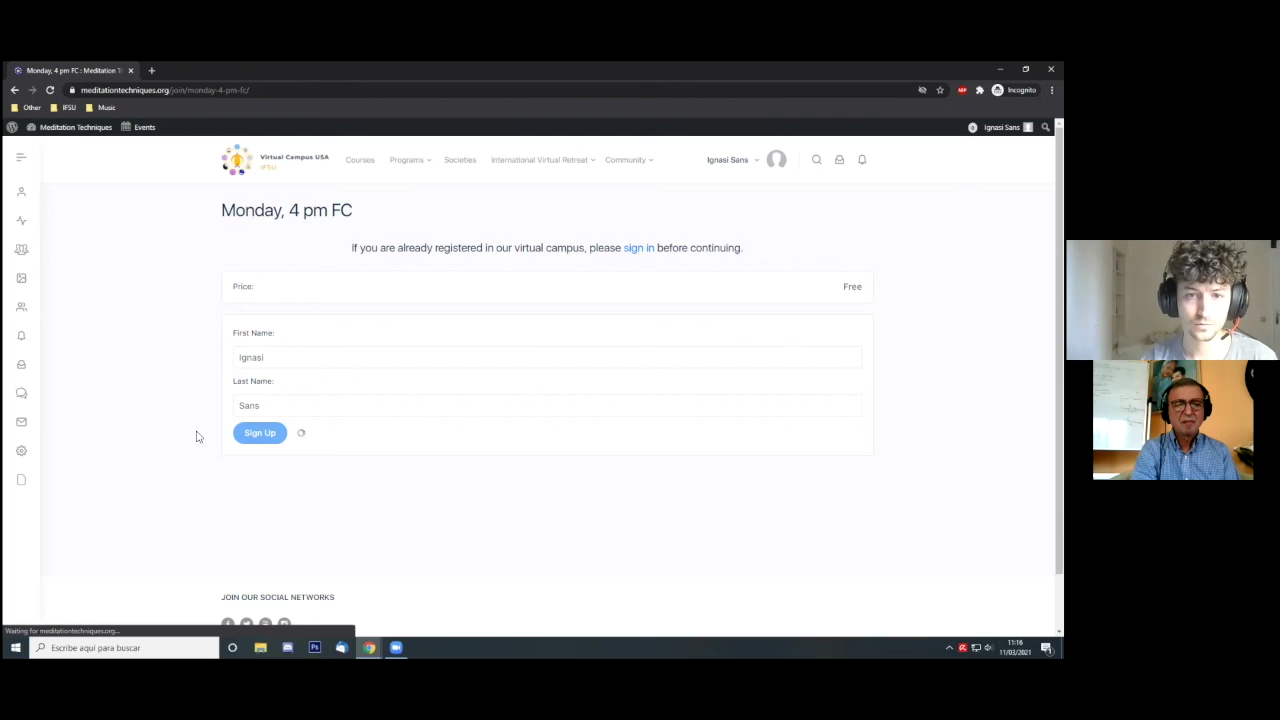 Monday, 4 pm FC : Meditation T
meditationtechniques.org/join/monday-4-pm-fc/
Incognito
Other
IFSU
Music
Meditation Techniques
Events
Ignasi Sans
Virtual Campus USA
IFSU
Courses
Programs
Societies
International Virtual Retreat
Community
Ignasi Sans
Monday, 4 pm FC
If you are already registered in our virtual campus, please sign in before continuing.
Price:
Free
First Name:
Ignasi
Last Name:
Sans
Sign Up
JOIN OUR SOCIAL NETWORKS
Waiting for meditationtechniques.org...
Escribe aquí para buscar
Ps
11:16
11/03/2021